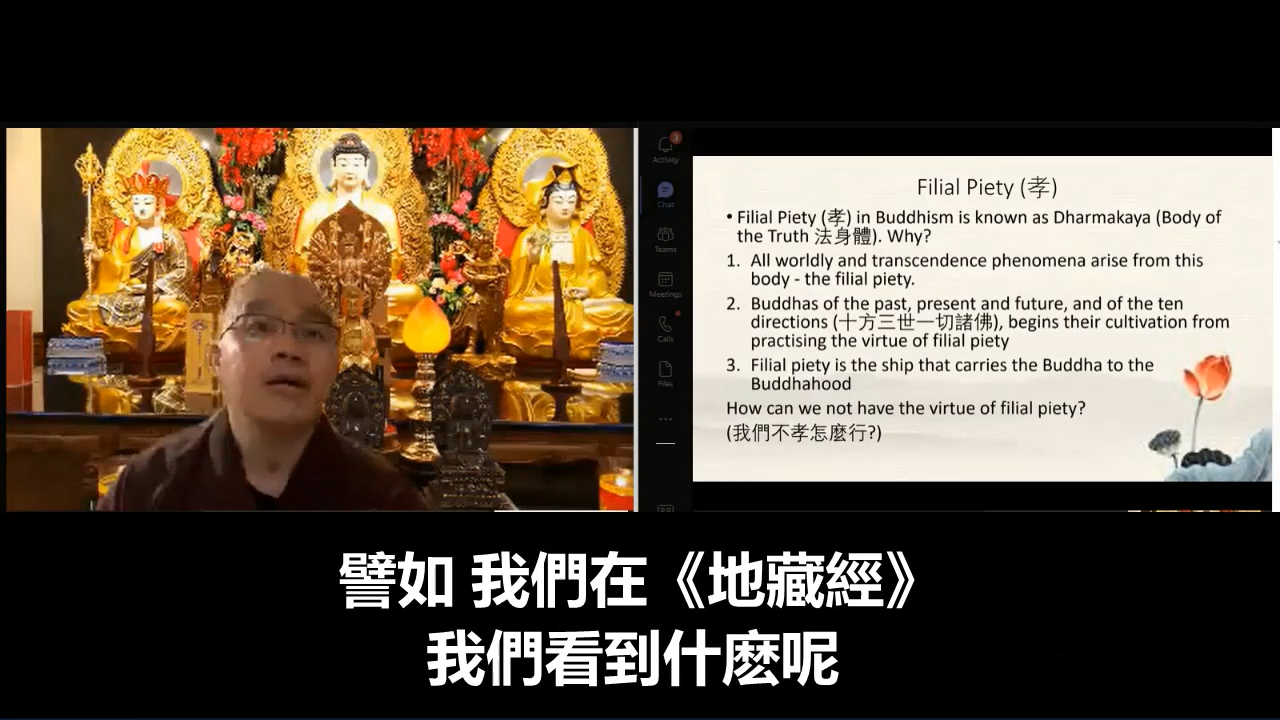 3
Activity
Chat
Teams
Meetings
Calls
Files
Filial Piety (孝)
• Filial Piety (孝) in Buddhism is known as Dharmakaya (Body of
the Truth 法身體). Why?
1. All worldly and transcendence phenomena arise from this
body - the filial piety.
2. Buddhas of the past, present and future, and of the ten
directions (十方三世一切諸佛), begins their cultivation from
practising the virtue of filial piety
3. Filial piety is the ship that carries the Buddha to the
Buddhahood
How can we not have the virtue of filial piety?
(我們不孝怎麼行?)
譬如 我們在《地藏經》
我們看到什麽呢